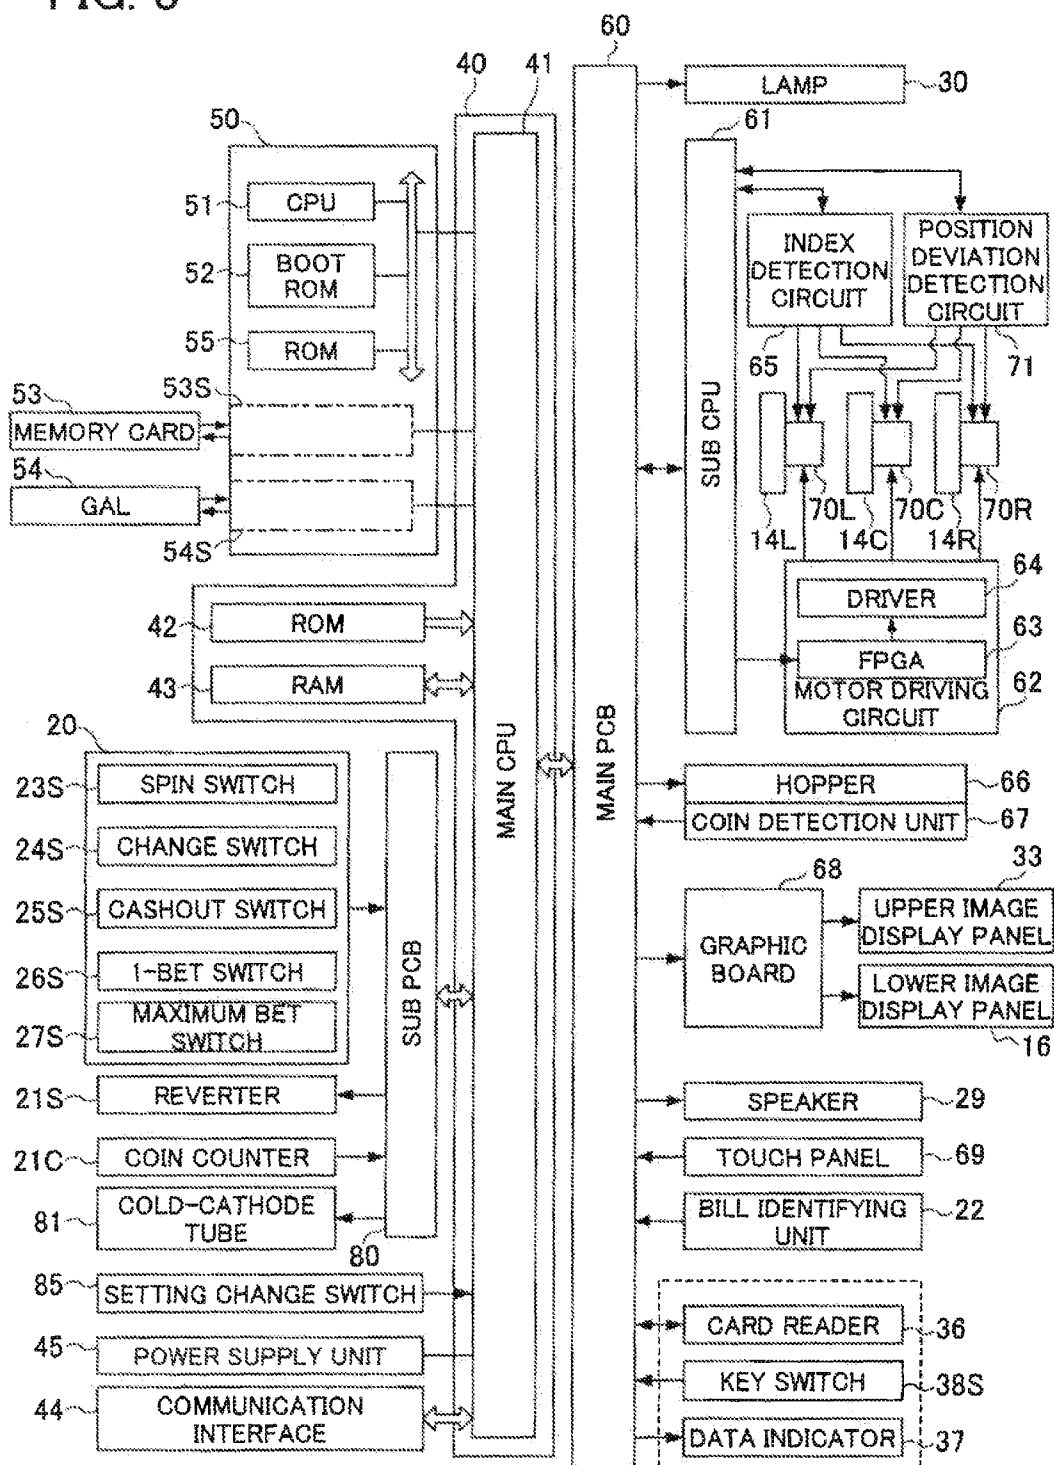 60
40
41
LAMP
30
50
61
51
CPU
INDEX
DETECTION
CIRCUIT
POSITION
DEVIATION
DETECTION
CIRCUIT
52
BOOT
ROM
55
ROM
65
71
53
53S
MEMORY CARD
SUB CPU
54
GAL
70L
70C
70R
54S
14L
14C
14R
64
42
ROM
DRIVER
63
43
RAM
FPGA
62
MOTOR DRIVING
CIRCUIT
20
MAIN CPU
MAIN PCB
23S
SPIN SWITCH
HOPPER
66
24S
CHANGE SWITCH
COIN DETECTION UNIT
67
68
33
25S
CASHOUT SWITCH
UPPER IMAGE
DISPLAY PANEL
GRAPHIC
BOARD
26S
1-BET SWITCH
SUB PCB
LOWER IMAGE
DISPLAY PANEL
27S
MAXIMUM BET
SWITCH
16
21S
REVERTER
SPEAKER
29
21C
COIN COUNTER
TOUCH PANEL
69
81
COLD-CATHODE
TUBE
80
BILL IDENTIFYING
UNIT
22
85
SETTING CHANGE SWITCH
CARD READER
36
45
POWER SUPPLY UNIT
KEY SWITCH
38S
44
COMMUNICATION
INTERFACE
DATA INDICATOR
37